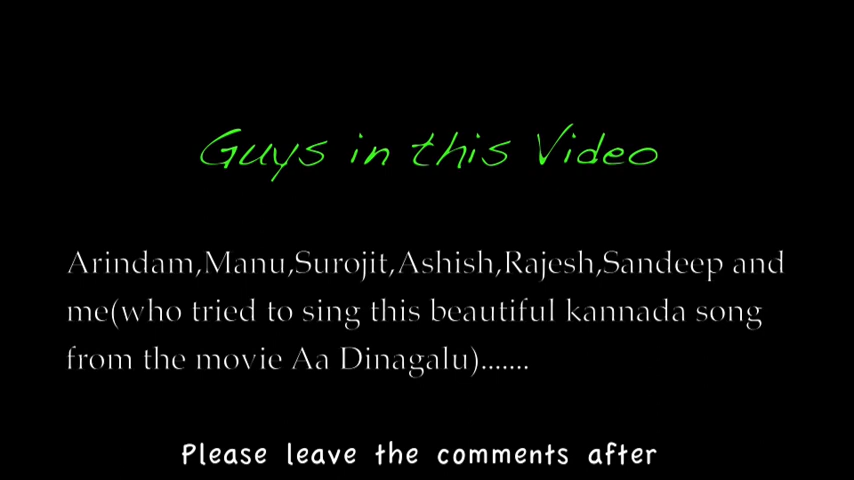 Guys in this Video
Arindam,Manu,Surojit,Ashish,Rajesh,Sandeep and
me(who tried to sing this beautiful kannada song
from the movie Aa Dinagalu).......
Please leave the comments after